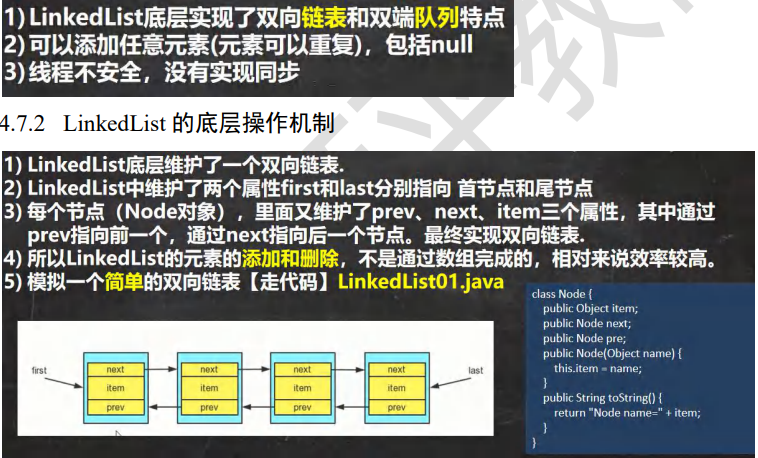 1) LinkedList底层实现了双向链表和双端队列特点
2) 可以添加任意元素(元素可以重复)，包括null
3) 线程不安全，没有实现同步
4.7.2 LinkedList 的底层操作机制
1) LinkedList底层维护了一个双向链表.
2) LinkedList中维护了两个属性first和last分别指向 首节点和尾节点
3) 每个节点（Node对象），里面又维护了prev、next、item三个属性，其中通过
prev指向前一个，通过next指向后一个节点。最终实现双向链表.
4) 所以LinkedList的元素的添加和删除，不是通过数组完成的，相对来说效率较高。
5) 模拟一个简单的双向链表【走代码】LinkedList01.java
first
next
item
prev
next
item
prev
next
item
prev
next
item
prev
last
class Node {
public Object item;
public Node next;
public Node pre;
public Node(Object name) {
this.item = name;
}
public String toString() {
return "Node name=" + item;
}
}